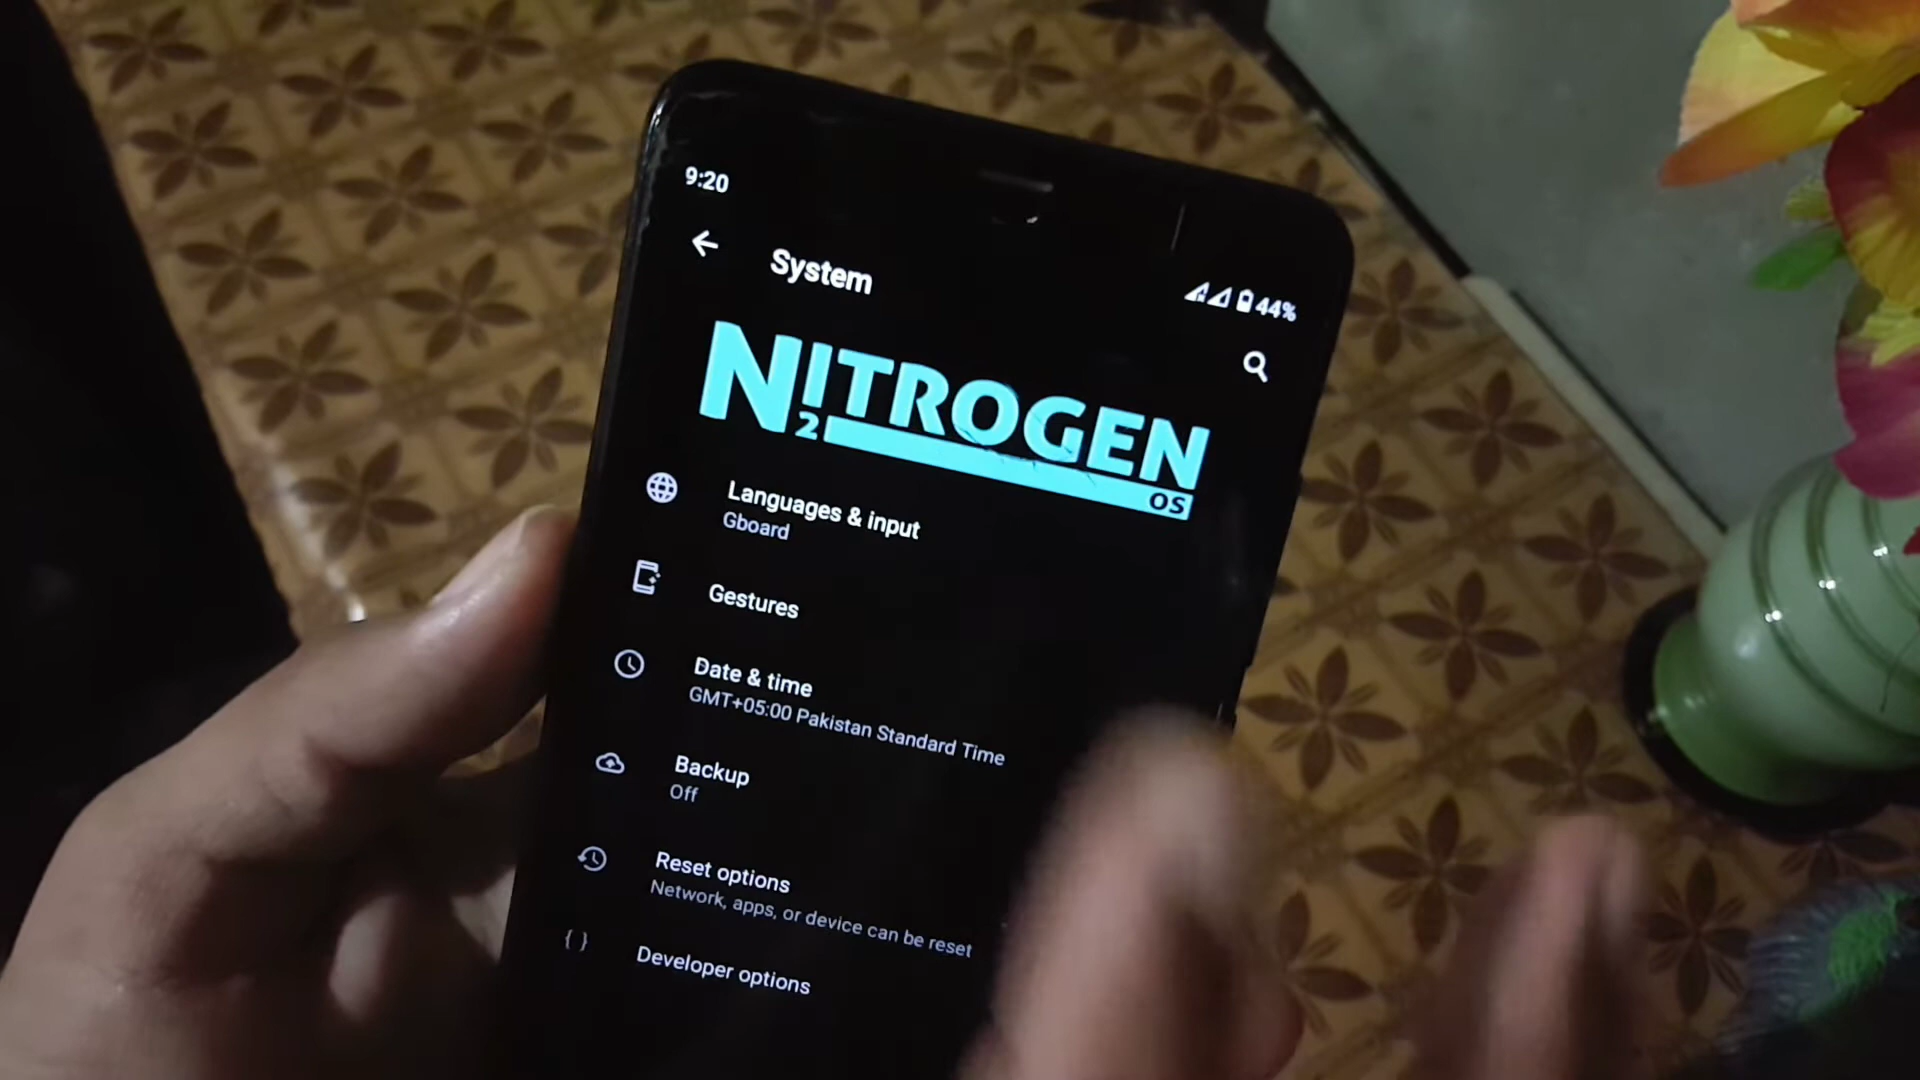 9:20
44%
System
NITROGEN
2
OS
Languages & input
Gboard
Gestures
Date & time
GMT+05:00 Pakistan Standard Time
Backup
Off
Reset options
Network, apps, or device can be reset
{ }
Developer options